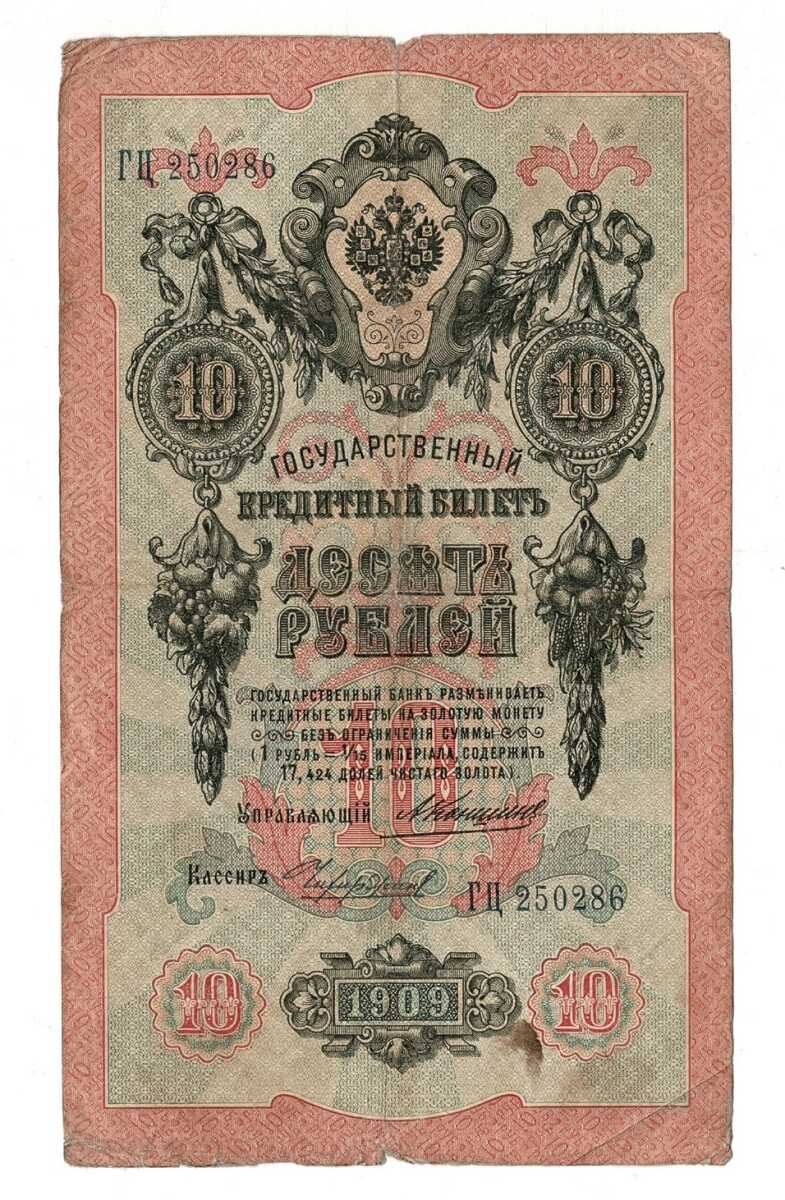 ГЦ 250286
10 10
ГОСУДАРСТВЕННЫЙ
КРЕДИТНЫЙ БИЛЕТЪ
ДЕСЯТЬ
РУБЛЕЙ
ГОСУДАРСТВЕННЫЙ БАНКЪ РАЗМѢНИВАЕТЪ
КРЕДИТНЫЕ БИЛЕТЫ НА ЗОЛОТУЮ МОНЕТУ
БЕЗЪ ОГРАНИЧЕНІЯ СУММЫ
(1 РУБЛЬ = 1/15 ИМПЕРІАЛА, СОДЕРЖИТЪ
17,424 ДОЛЕЙ ЧИСТАГО ЗОЛОТА)
10
УПРАВЛЯЮЩІЙ
КАССИРЪ
ГЦ 250286
10 1909 10